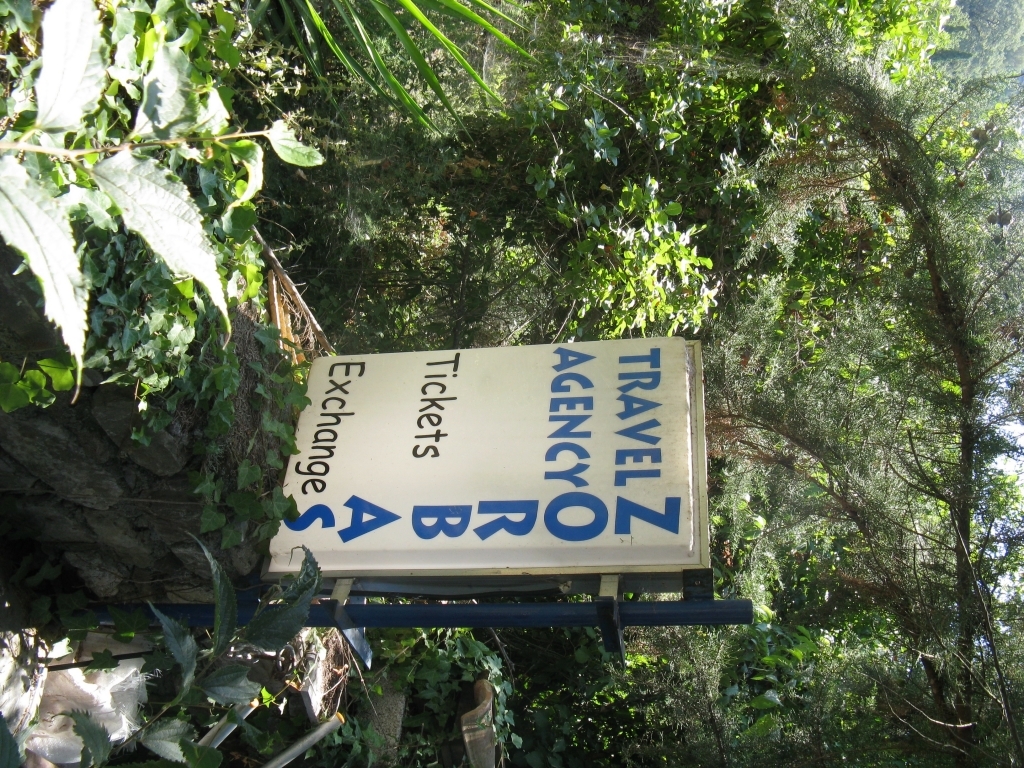 TRAVEL
AGENCY
Tickets
Exchange
ZORBAS